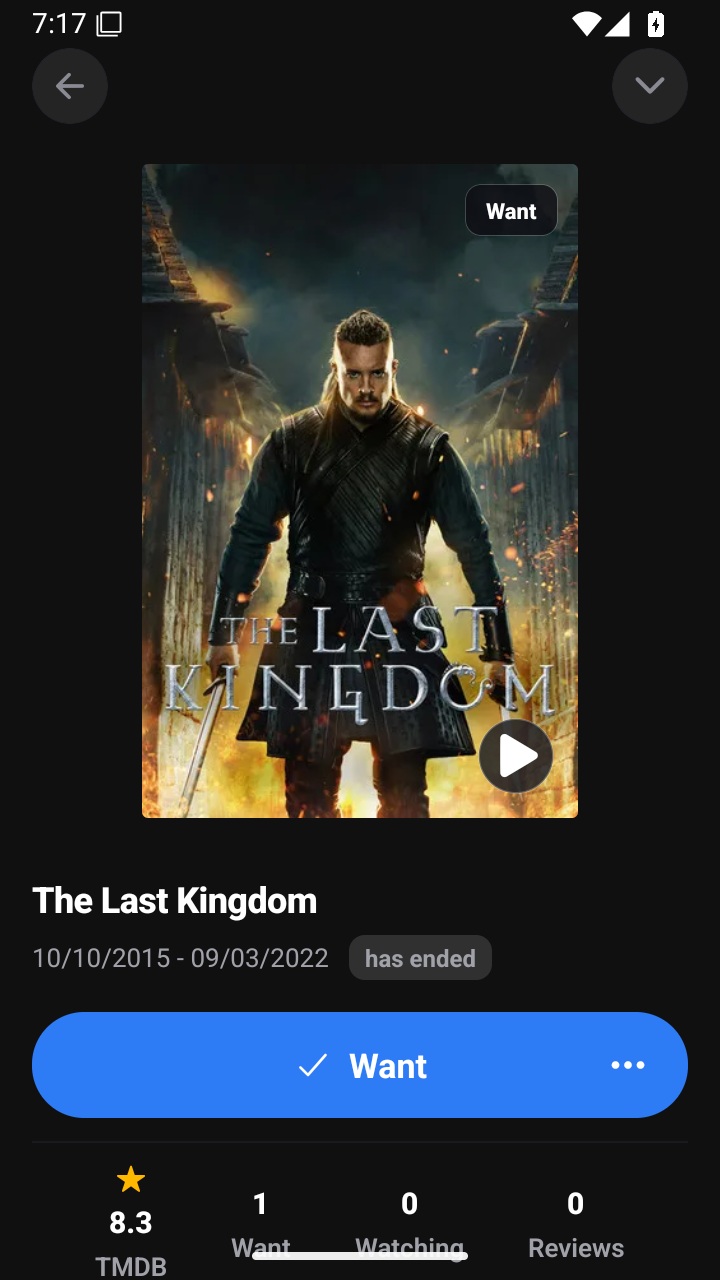 7:17
Want
THE LAST
KINGDOM
The Last Kingdom
10/10/2015 - 09/03/2022 has ended
Want
8.3 1 0 0
TMDB Want Watching Reviews